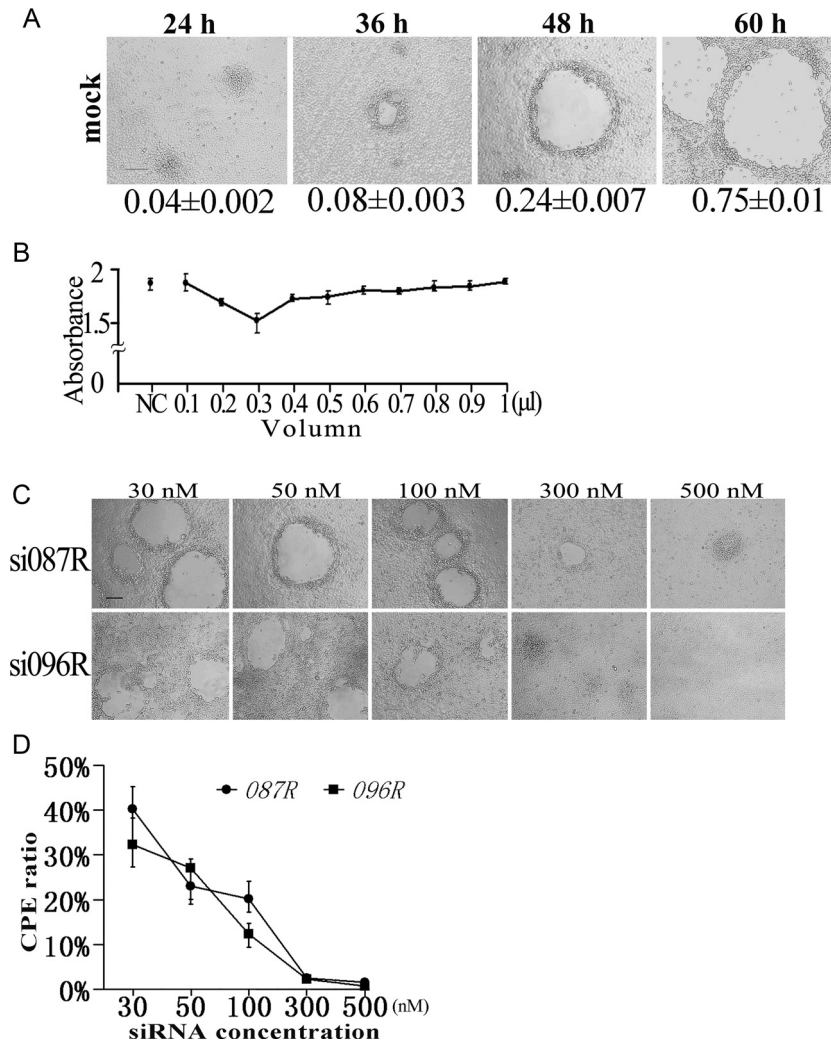 A
24 h 36 h 48 h 60 h
mock
0.04±0.002 0.08±0.003 0.24±0.007 0.75±0.01
B
Absorbance
2
1.5
0
NC 0.1 0.2 0.3 0.4 0.5 0.6 0.7 0.8 0.9 1 (μl)
Volumn
C
30 nM 50 nM 100 nM 300 nM 500 nM
si087R
si096R
D
CPE ratio
50%
40%
30%
20%
10%
0%
087R 096R
30 50 100 300 500 (nM)
siRNA concentration